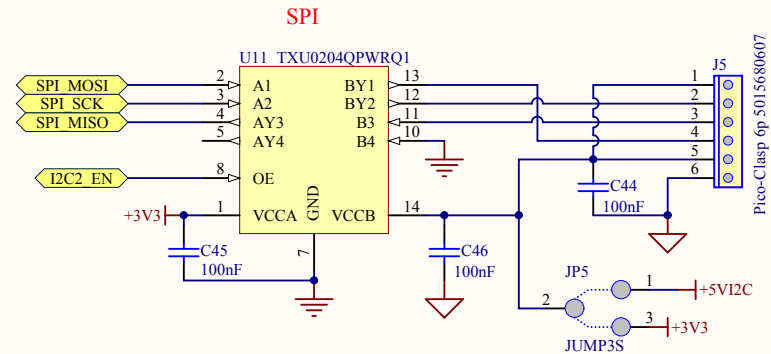 SPI
U11 TXU0204QPWRQ1
SPI_MOSI 2 A1 BY1 13
SPI_SCK 3 A2 BY2 12
SPI_MISO 4 AY3 B3 11
5 AY4 B4 10
I2C2_EN 8 OE
+3V3 1 VCCA GND VCCB 14
7
C45
100nF
C46
100nF
C44
100nF
J5
1
2
3
4
5
6
Pico-Clasp 6p 5015680607
JP5
1 +5VI2C
2
3 +3V3
JUMP3S